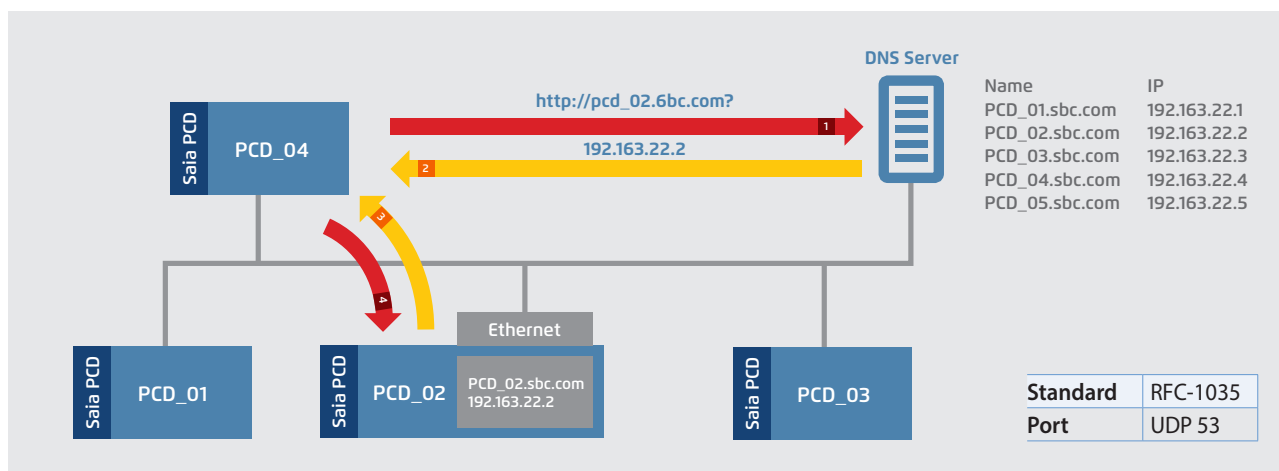 DNS Server
http://pcd_02.6bc.com?
1
192.163.22.2
2
Name IP
PCD_01.sbc.com 192.163.22.1
PCD_02.sbc.com 192.163.22.2
PCD_03.sbc.com 192.163.22.3
PCD_04.sbc.com 192.163.22.4
PCD_05.sbc.com 192.163.22.5
Saia PCD
PCD_04
3
4
Ethernet
Saia PCD
PCD_01
Saia PCD
PCD_02
PCD_02.sbc.com
192.163.22.2
Saia PCD
PCD_03
Standard RFC-1035
Port UDP 53